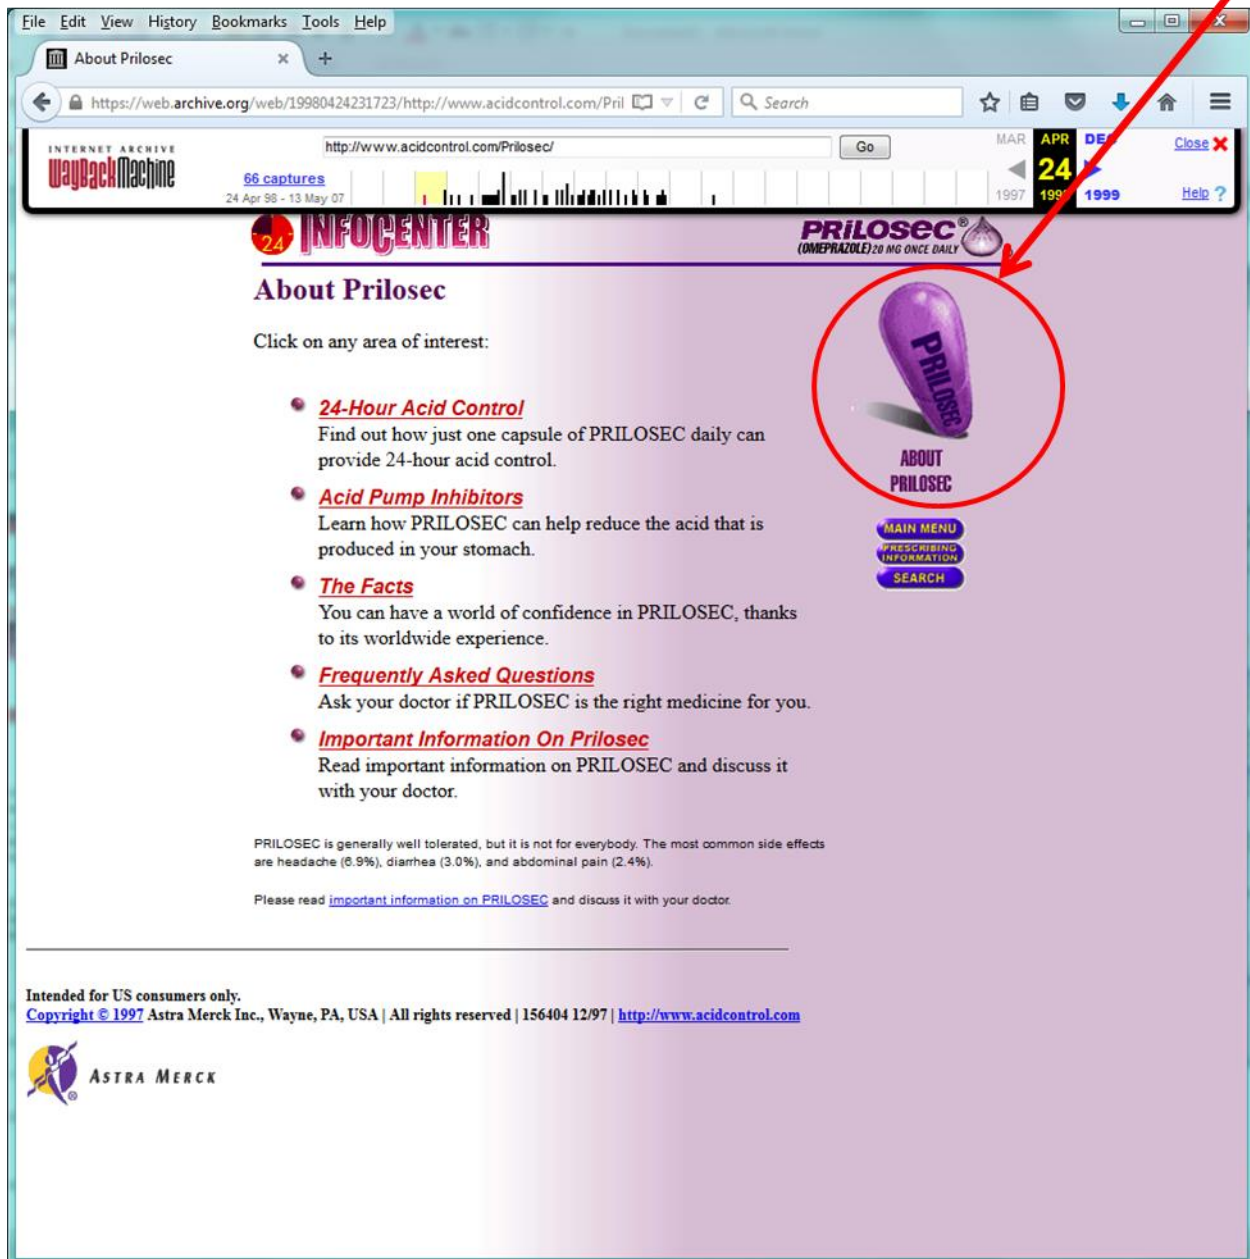 File Edit View History Bookmarks Tools Help
About Prilosec
https://web.archive.org/web/19980424231723/http://www.acidcontrol.com/Pril
Search
INTERNET ARCHIVE
WayBackMachine
http://www.acidcontrol.com/Prilosec/
Go
66 captures
24 Apr 98 - 13 May 07
MAR APR DEC
24
1997 1998 1999
Close
Help ?
24 INFOCENTER
PRILOSEC®
(OMEPRAZOLE) 20 MG ONCE DAILY
About Prilosec
Click on any area of interest:
24-Hour Acid Control
Find out how just one capsule of PRILOSEC daily can
provide 24-hour acid control.
Acid Pump Inhibitors
Learn how PRILOSEC can help reduce the acid that is
produced in your stomach.
The Facts
You can have a world of confidence in PRILOSEC, thanks
to its worldwide experience.
Frequently Asked Questions
Ask your doctor if PRILOSEC is the right medicine for you.
Important Information On Prilosec
Read important information on PRILOSEC and discuss it
with your doctor.
PRILOSEC
ABOUT
PRILOSEC
MAIN MENU
PRESCRIBING
INFORMATION
SEARCH
PRILOSEC is generally well tolerated, but it is not for everybody. The most common side effects
are headache (6.9%), diarrhea (3.0%), and abdominal pain (2.4%).
Please read important information on PRILOSEC and discuss it with your doctor.
Intended for US consumers only.
Copyright © 1997 Astra Merck Inc., Wayne, PA, USA | All rights reserved | 156404 12/97 | http://www.acidcontrol.com
ASTRA MERCK